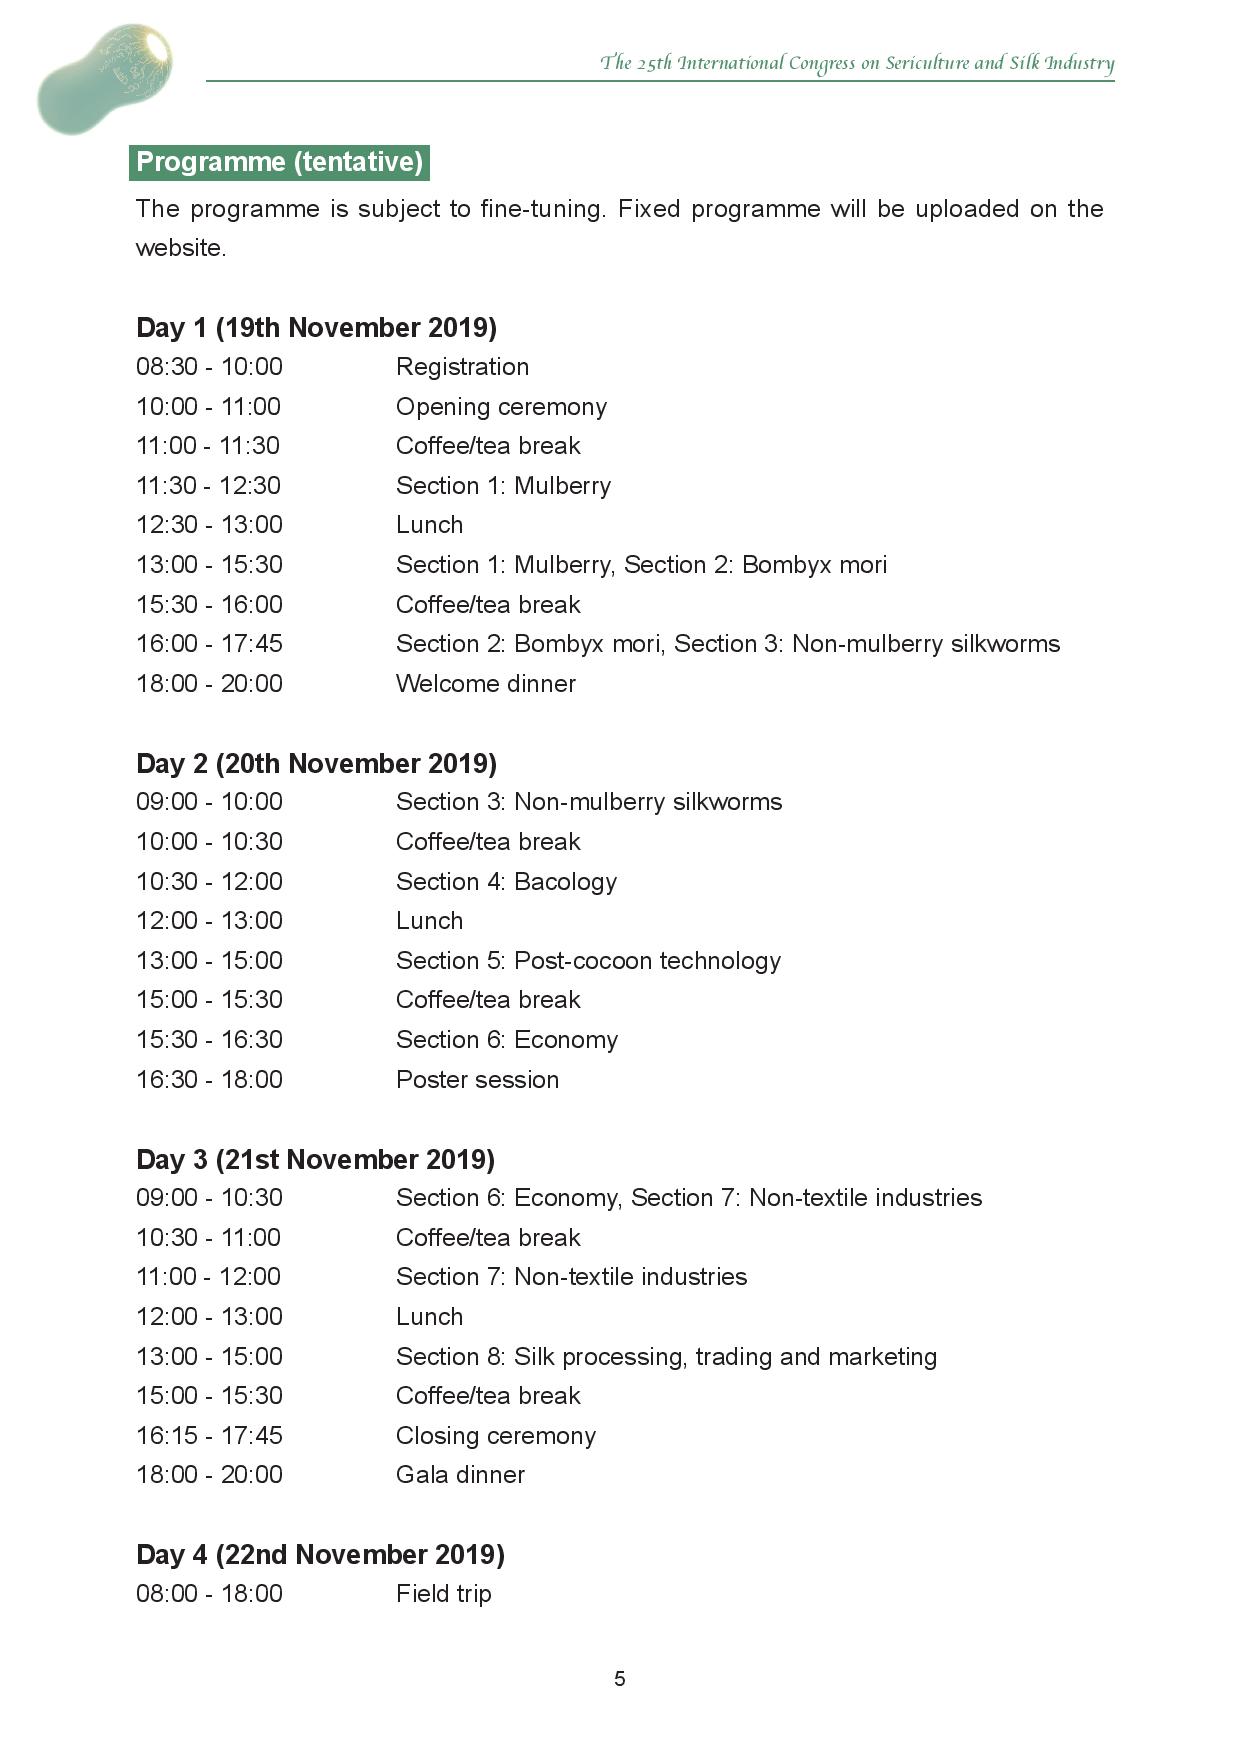 The 25th International Congress on Sericulture and Silk Industry
Programme (tentative)
The programme is subject to fine-tuning. Fixed programme will be uploaded on the
website.
Day 1 (19th November 2019)
08:30 - 10:00 Registration
10:00 - 11:00 Opening ceremony
11:00 - 11:30 Coffee/tea break
11:30 - 12:30 Section 1: Mulberry
12:30 - 13:00 Lunch
13:00 - 15:30 Section 1: Mulberry, Section 2: Bombyx mori
15:30 - 16:00 Coffee/tea break
16:00 - 17:45 Section 2: Bombyx mori, Section 3: Non-mulberry silkworms
18:00 - 20:00 Welcome dinner
Day 2 (20th November 2019)
09:00 - 10:00 Section 3: Non-mulberry silkworms
10:00 - 10:30 Coffee/tea break
10:30 - 12:00 Section 4: Bacology
12:00 - 13:00 Lunch
13:00 - 15:00 Section 5: Post-cocoon technology
15:00 - 15:30 Coffee/tea break
15:30 - 16:30 Section 6: Economy
16:30 - 18:00 Poster session
Day 3 (21st November 2019)
09:00 - 10:30 Section 6: Economy, Section 7: Non-textile industries
10:30 - 11:00 Coffee/tea break
11:00 - 12:00 Section 7: Non-textile industries
12:00 - 13:00 Lunch
13:00 - 15:00 Section 8: Silk processing, trading and marketing
15:00 - 15:30 Coffee/tea break
16:15 - 17:45 Closing ceremony
18:00 - 20:00 Gala dinner
Day 4 (22nd November 2019)
08:00 - 18:00 Field trip
5